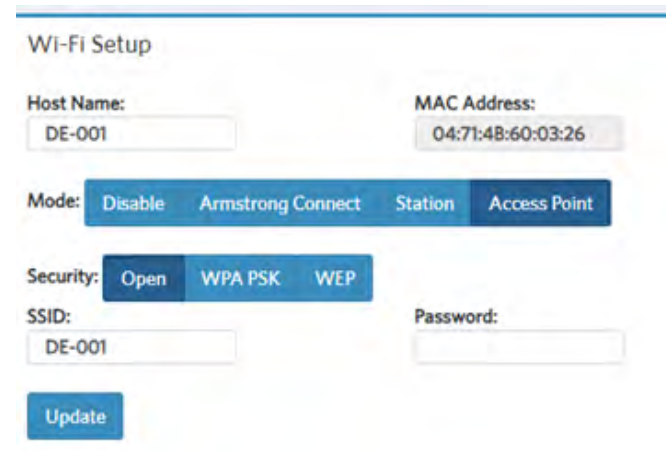 Wi-Fi Setup
Host Name: MAC Address:
DE-001 04:71:4B:60:03:26
Mode: Disable Armstrong Connect Station Access Point
Security: Open WPA PSK WEP
SSID: Password:
DE-001
Update